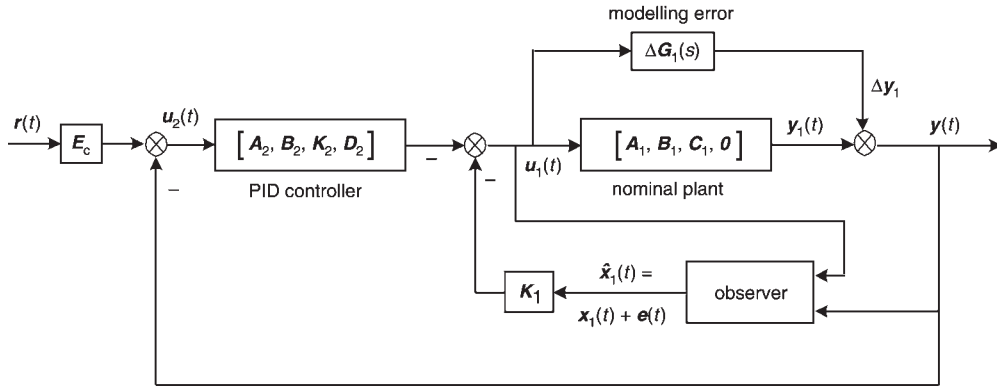 modelling error
ΔG₁(s)
Δy₁
r(t)
E_c
u₂(t)
[A₂, B₂, K₂, D₂]
PID controller
–
–
–
u₁(t)
[A₁, B₁, C₁, 0]
nominal plant
y₁(t)
y(t)
K₁
x̂₁(t) =
x₁(t) + e(t)
observer